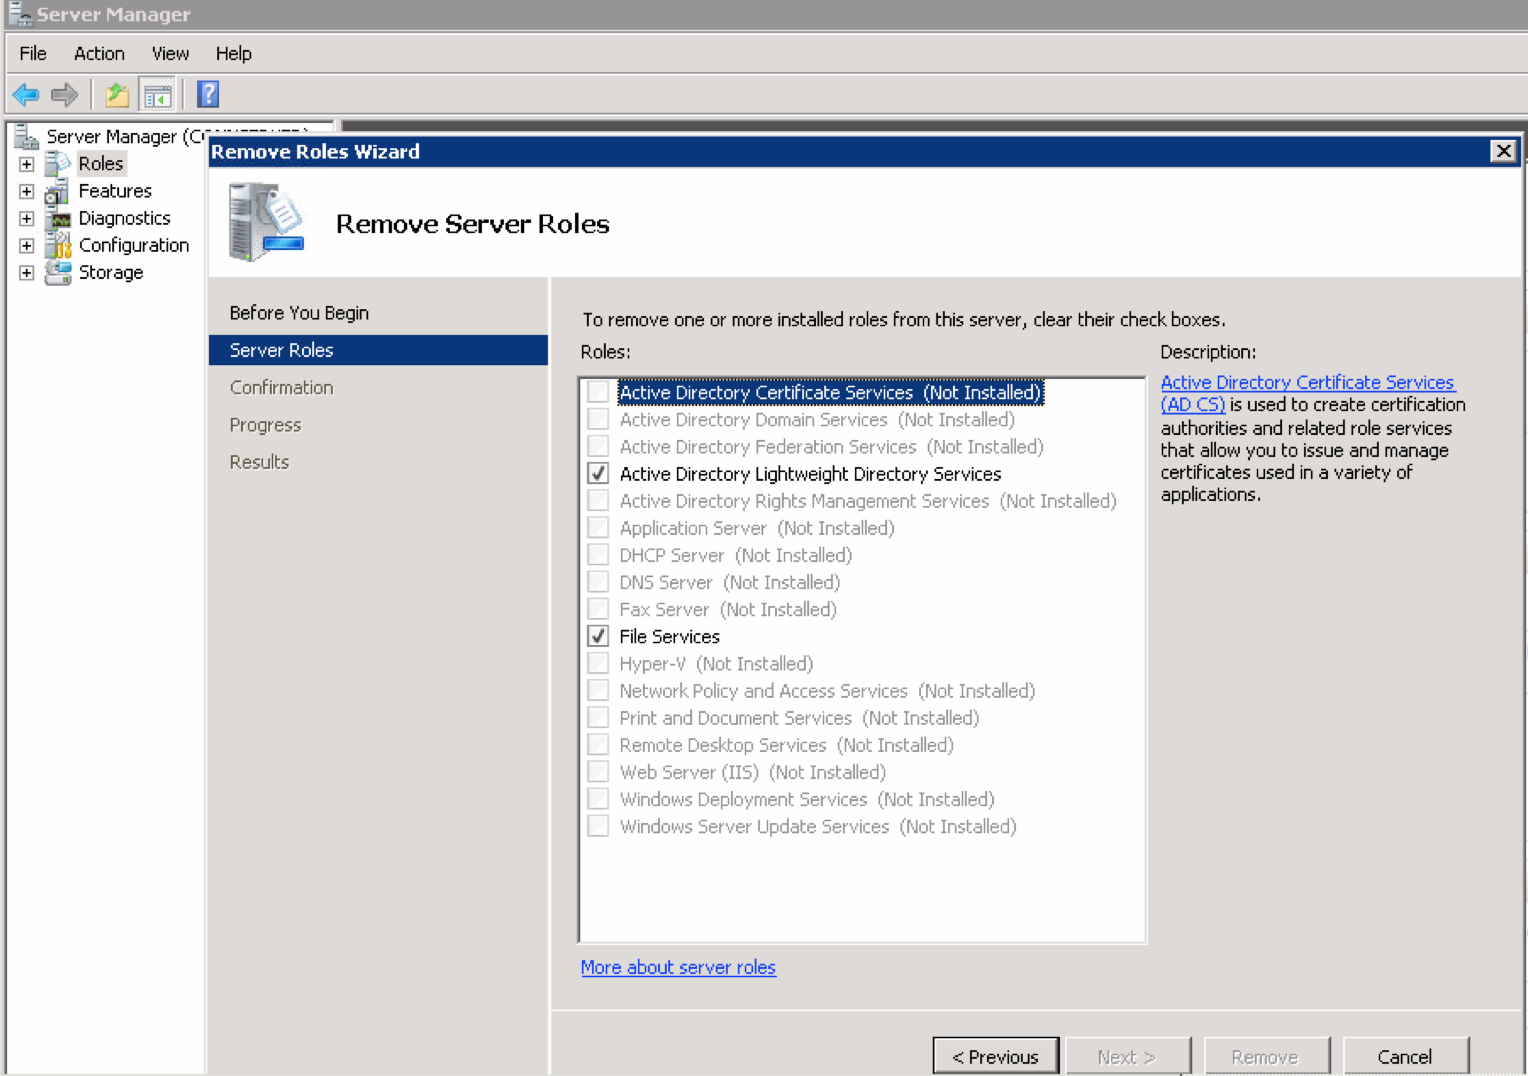 Server Manager
File Action View Help
Server Manager (C
Roles
Features
Diagnostics
Configuration
Storage
Remove Roles Wizard
Remove Server Roles
Before You Begin
Server Roles
Confirmation
Progress
Results
To remove one or more installed roles from this server, clear their check boxes.
Roles:
Active Directory Certificate Services (Not Installed)
Active Directory Domain Services (Not Installed)
Active Directory Federation Services (Not Installed)
Active Directory Lightweight Directory Services
Active Directory Rights Management Services (Not Installed)
Application Server (Not Installed)
DHCP Server (Not Installed)
DNS Server (Not Installed)
Fax Server (Not Installed)
File Services
Hyper-V (Not Installed)
Network Policy and Access Services (Not Installed)
Print and Document Services (Not Installed)
Remote Desktop Services (Not Installed)
Web Server (IIS) (Not Installed)
Windows Deployment Services (Not Installed)
Windows Server Update Services (Not Installed)
More about server roles
Description:
Active Directory Certificate Services
(AD CS) is used to create certification
authorities and related role services
that allow you to issue and manage
certificates used in a variety of
applications.
< Previous Next > Remove Cancel